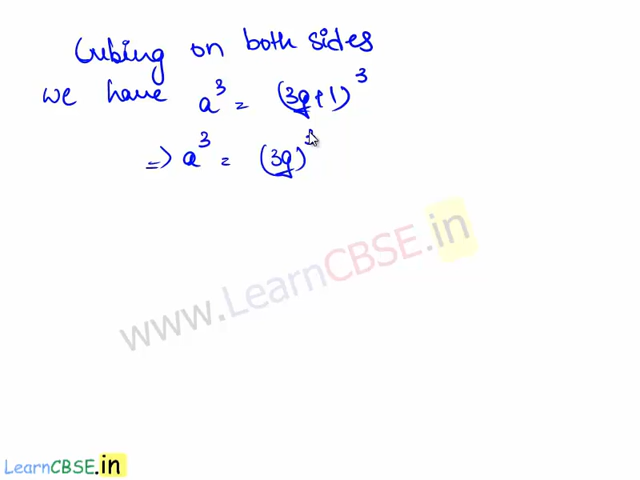 Cubing on both sides
we have a³ = (3q+1)³
=> a³ = (3q)³
www.LearnCBSE.in
LearnCBSE.in